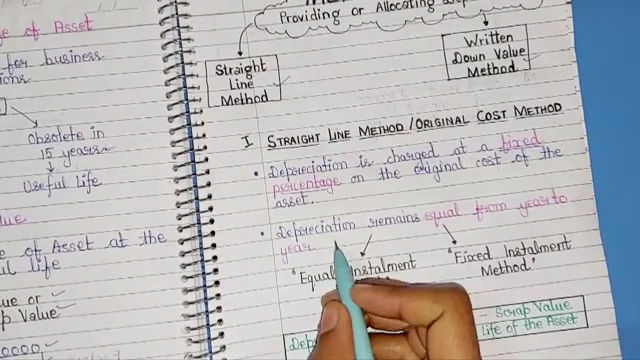 ge of Asset
for business
Obsolete in
15 years
Useful life
of Asset at the
life
Value
10000
Providing or Allocating
Straight
Line
Method
Written
Down Value
Method
I STRAIGHT LINE METHOD/ORIGINAL COST METHOD
• Depreciation is charged at a fixed
percentage on the original cost of the
asset.
• Depreciation remains equal from year to
year
"Equal Instalment
"Fixed Instalment
Method"
- Scrap Value
Life of the Asset